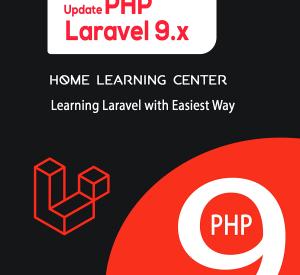 Update PHP
Laravel 9.x
HOME LEARNING CENTER
Learning Laravel with Easiest Way
9
PHP